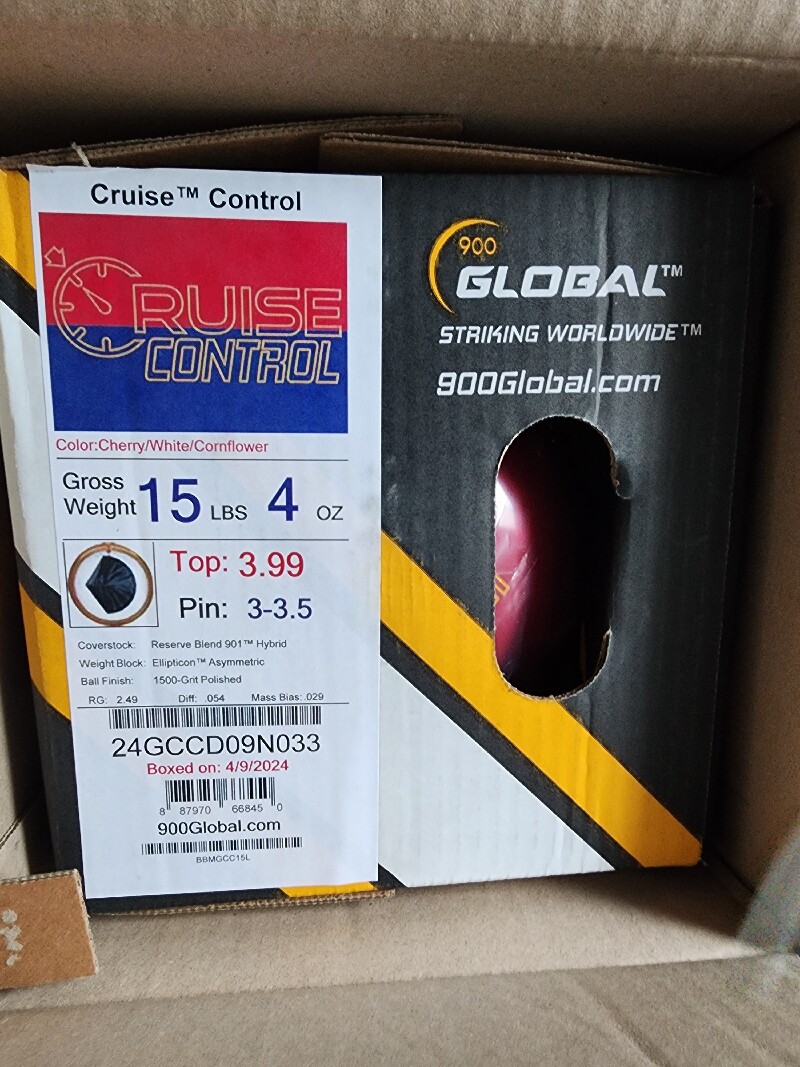 Cruise™ Control
CRUISE
CONTROL
Color:Cherry/White/Cornflower
Gross
Weight 15 LBS 4 OZ
Top: 3.99
Pin: 3-3.5
Coverstock: Reserve Blend 901™ Hybrid
Weight Block: Ellipticon™ Asymmetric
Ball Finish: 1500-Grit Polished
RG: 2.49 Diff: .054 Mass Bias:.029
24GCCD09N033
Boxed on: 4/9/2024
8 87970 66845 0
900Global.com
BBMGCC15L
900
GLOBAL™
STRIKING WORLDWIDE™
900Global.com